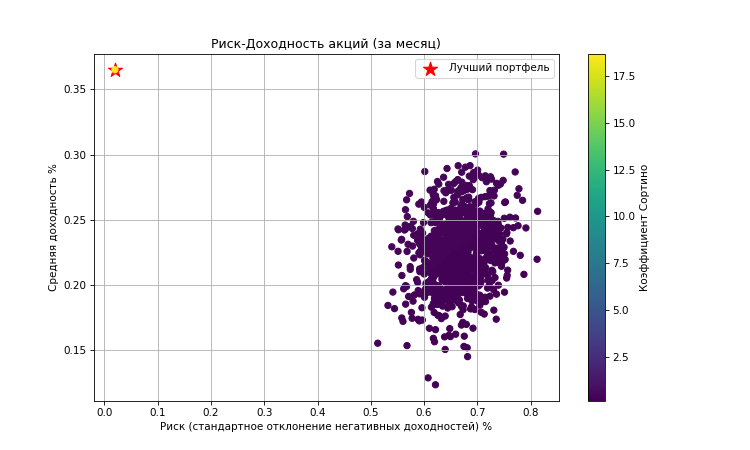 Риск-Доходность акций (за месяц)
Лучший портфель
Средняя доходность %
0.35
0.30
0.25
0.20
0.15
0.0 0.1 0.2 0.3 0.4 0.5 0.6 0.7 0.8
Риск (стандартное отклонение негативных доходностей) %
17.5
15.0
12.5
10.0
7.5
5.0
2.5
Коэффициент Сортино